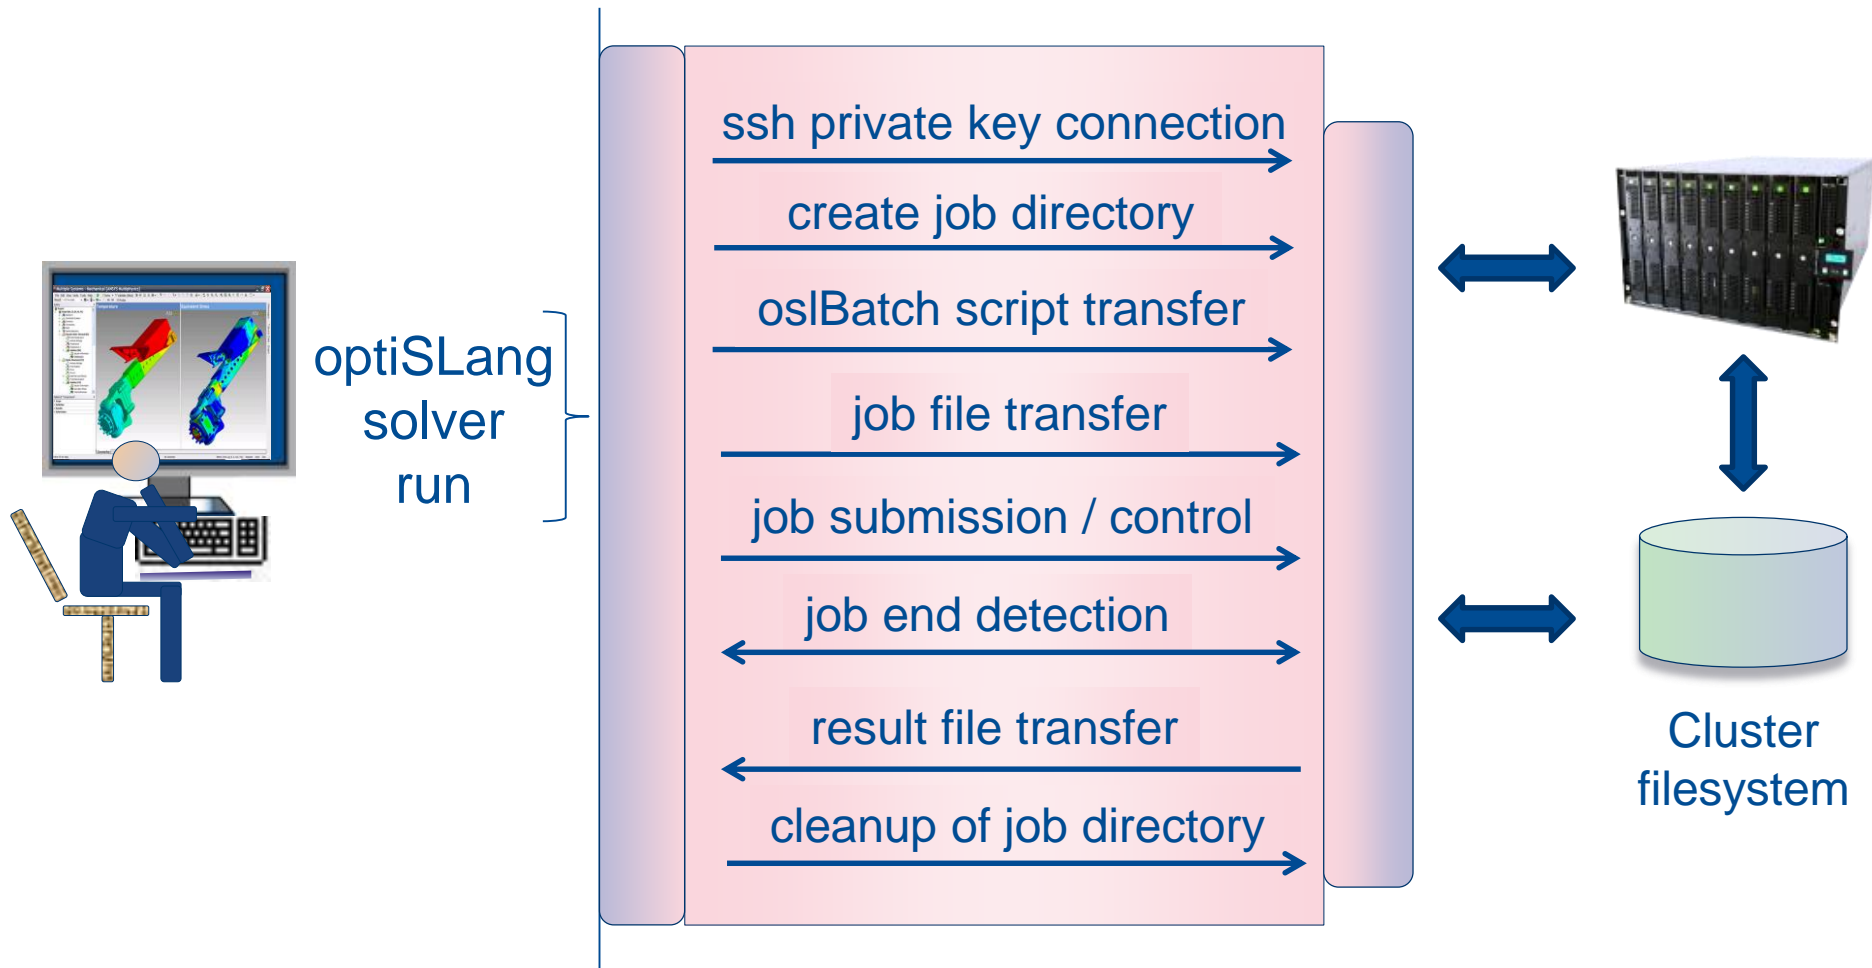 ssh private key connection
create job directory
oslBatch script transfer
optiSLang
solver
run
job file transfer
job submission / control
job end detection
result file transfer
cleanup of job directory
Cluster
filesystem